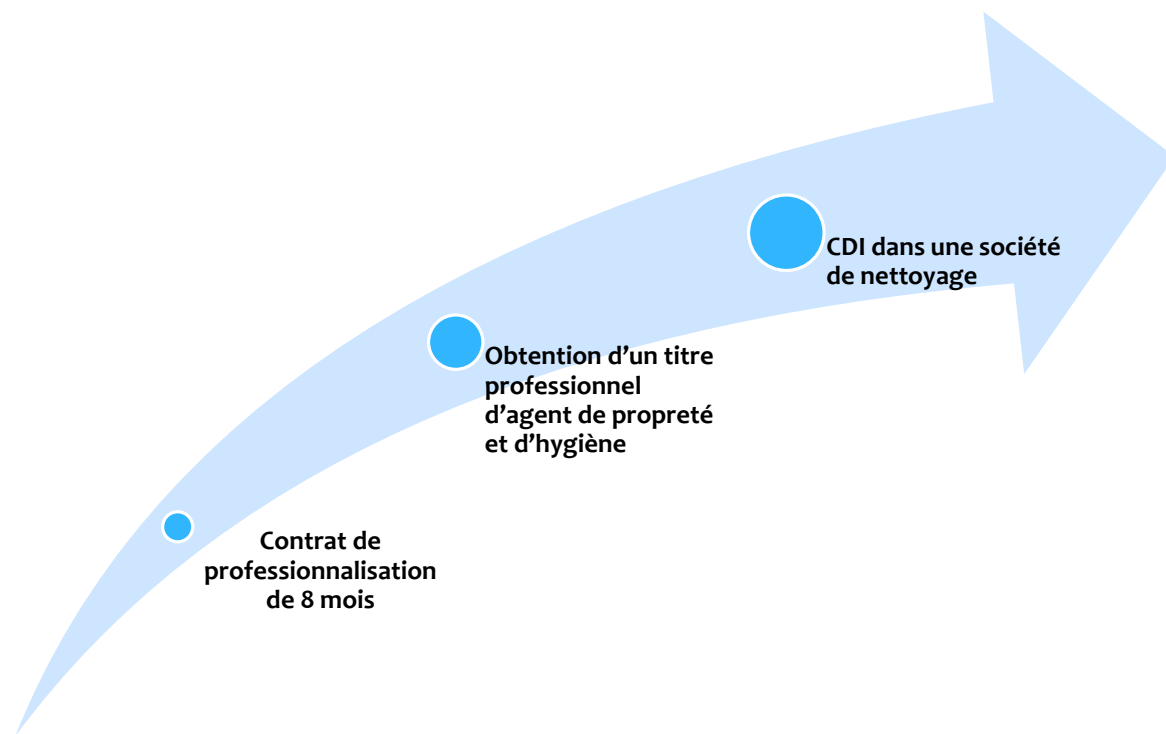 CDI dans une société
de nettoyage
Obtention d’un titre
professionnel
d’agent de propreté
et d’hygiène
Contrat de
professionnalisation
de 8 mois